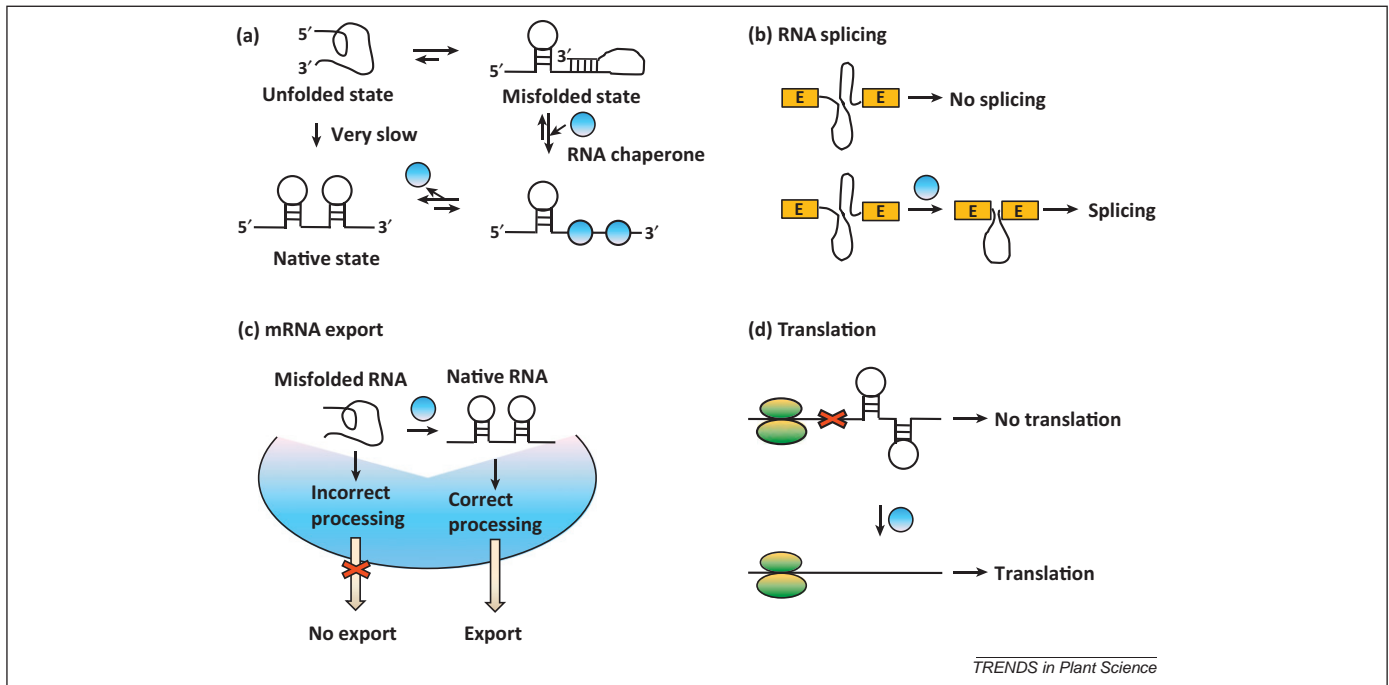 (a)
5′
3′
Unfolded state
3′
5′
Misfolded state
Very slow
RNA chaperone
5′
3′
Native state
5′
3′
(b) RNA splicing
E
E
No splicing
E
E
E
E
Splicing
(c) mRNA export
Misfolded RNA
Native RNA
Incorrect
processing
Correct
processing
No export
Export
(d) Translation
No translation
Translation
TRENDS in Plant Science